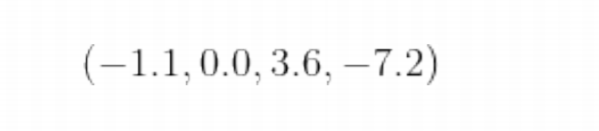 (−1.1, 0.0, 3.6, −7.2)